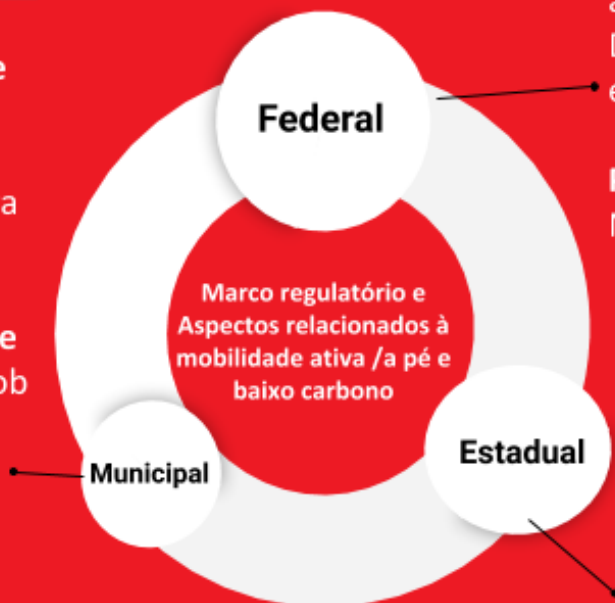 Federal
Marco regulatório e
Aspectos relacionados à
mobilidade ativa /a pé e
baixo carbono
Municipal
Estadual